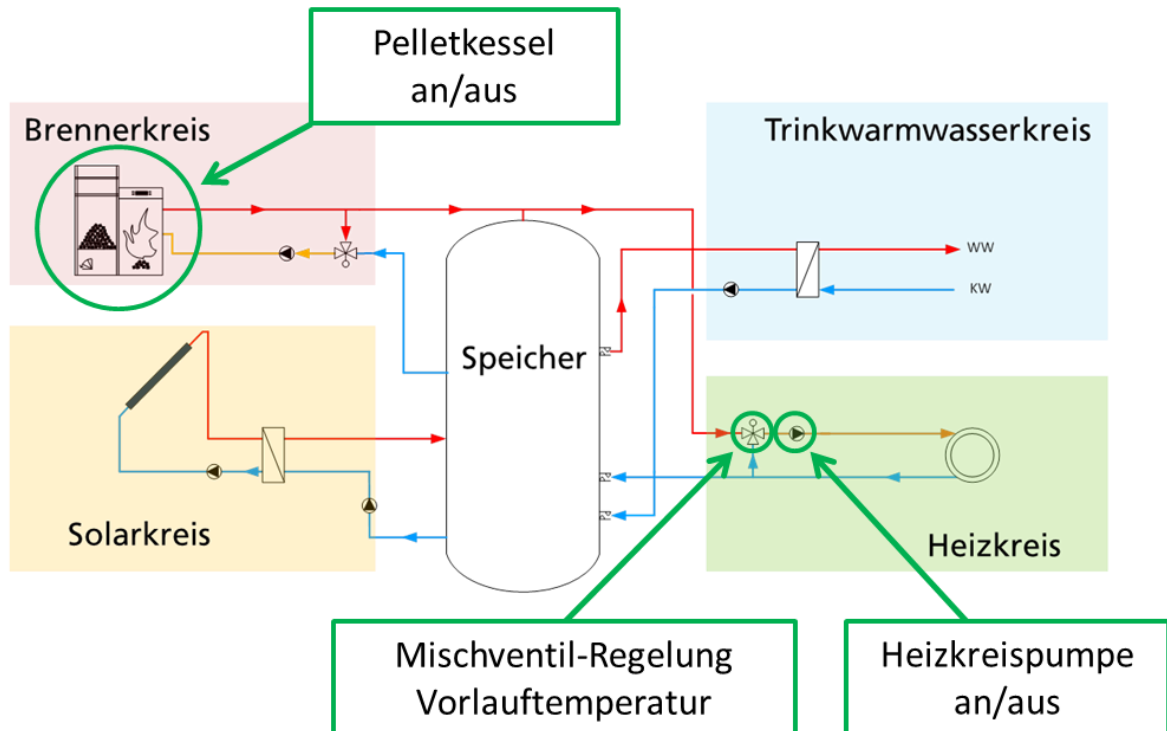 Pelletkessel
an/aus
Brennerkreis
Trinkwarmwasserkreis
WW
KW
Speicher
Solarkreis
Heizkreis
Mischventil-Regelung
Vorlauftemperatur
Heizkreispumpe
an/aus